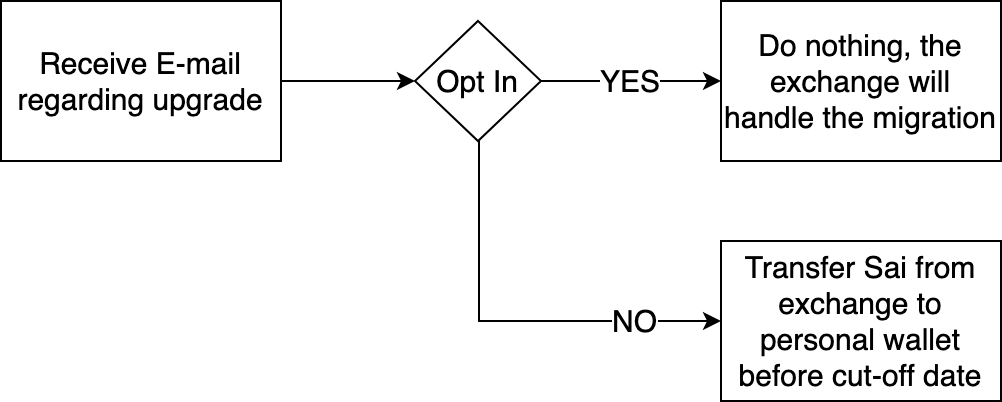 Receive E-mail
regarding upgrade
Opt In
YES
Do nothing, the
exchange will
handle the migration
NO
Transfer Sai from
exchange to
personal wallet
before cut-off date